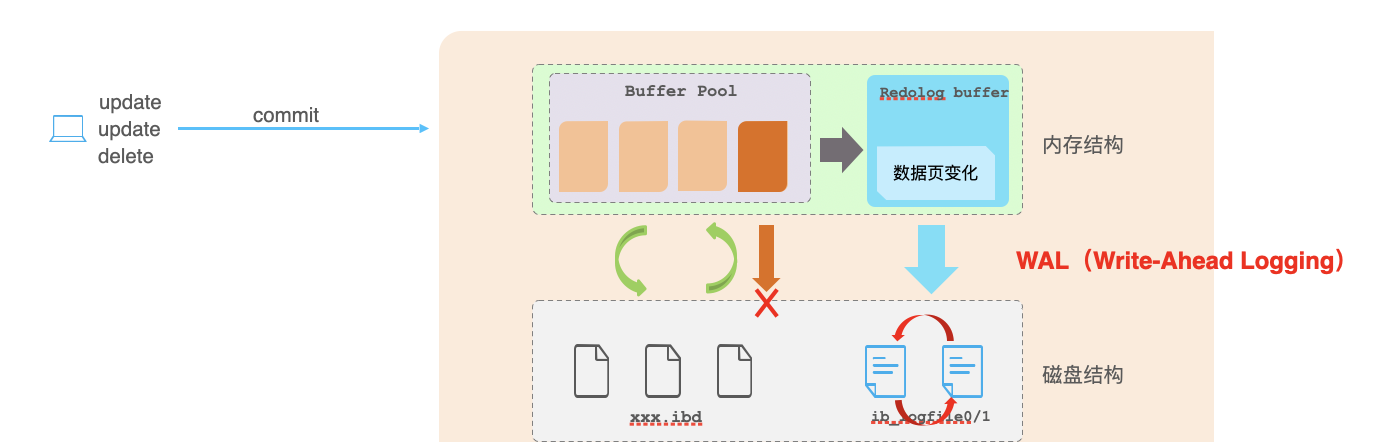 update
update
delete
commit
Buffer Pool
Redolog buffer
数据页变化
内存结构
WAL（Write-Ahead Logging）
xxx.ibd
ib_logfile0/1
磁盘结构